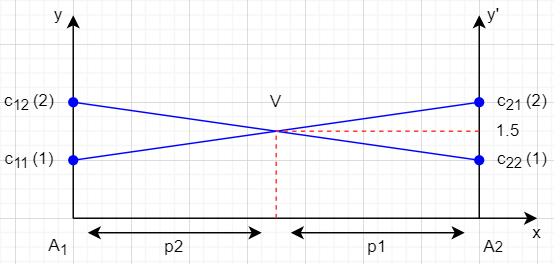 y y'
c12 (2) V c21 (2)
1.5
c11 (1) c22 (1)
x
A1 p2 p1 A2